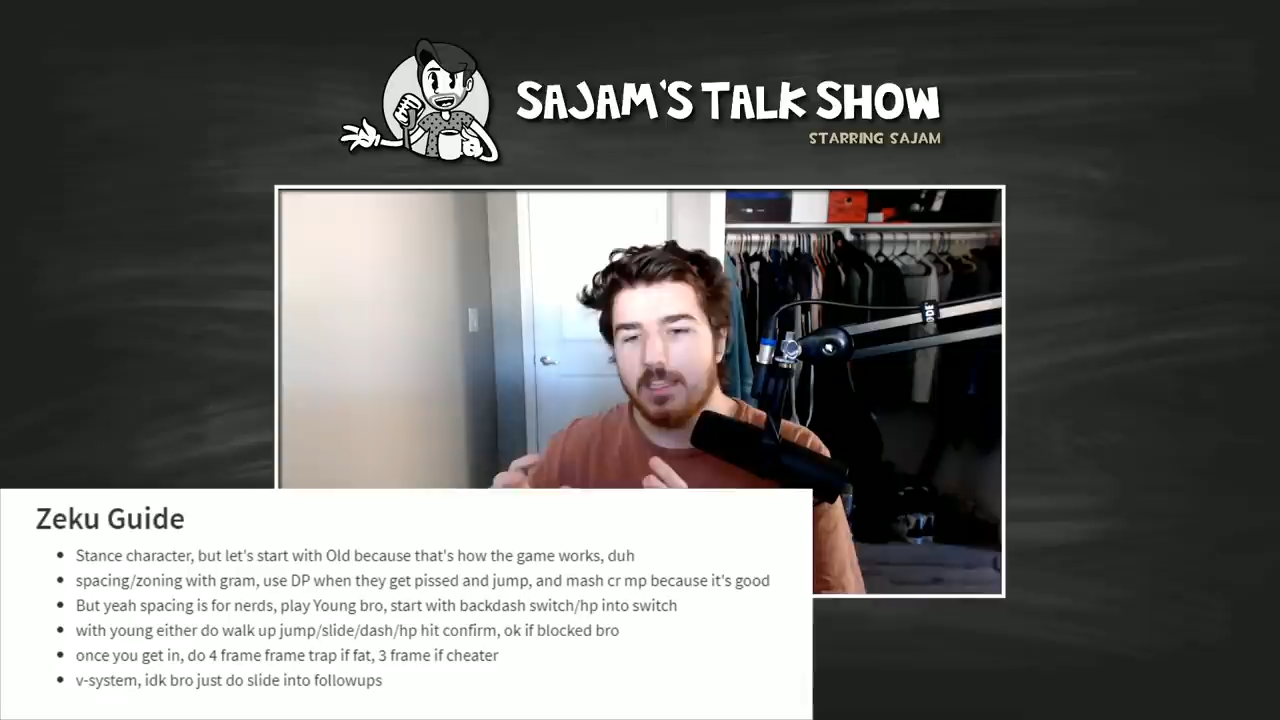 SAJAM'S TALK SHOW
STARRING SAJAM
Zeku Guide
• Stance character, but let's start with Old because that's how the game works, duh
• spacing/zoning with gram, use DP when they get pissed and jump, and mash cr mp because it's good
• But yeah spacing is for nerds, play Young bro, start with backdash switch/hp into switch
• with young either do walk up jump/slide/dash/hp hit confirm, ok if blocked bro
• once you get in, do 4 frame frame trap if fat, 3 frame if cheater
• v-system, idk bro just do slide into followups